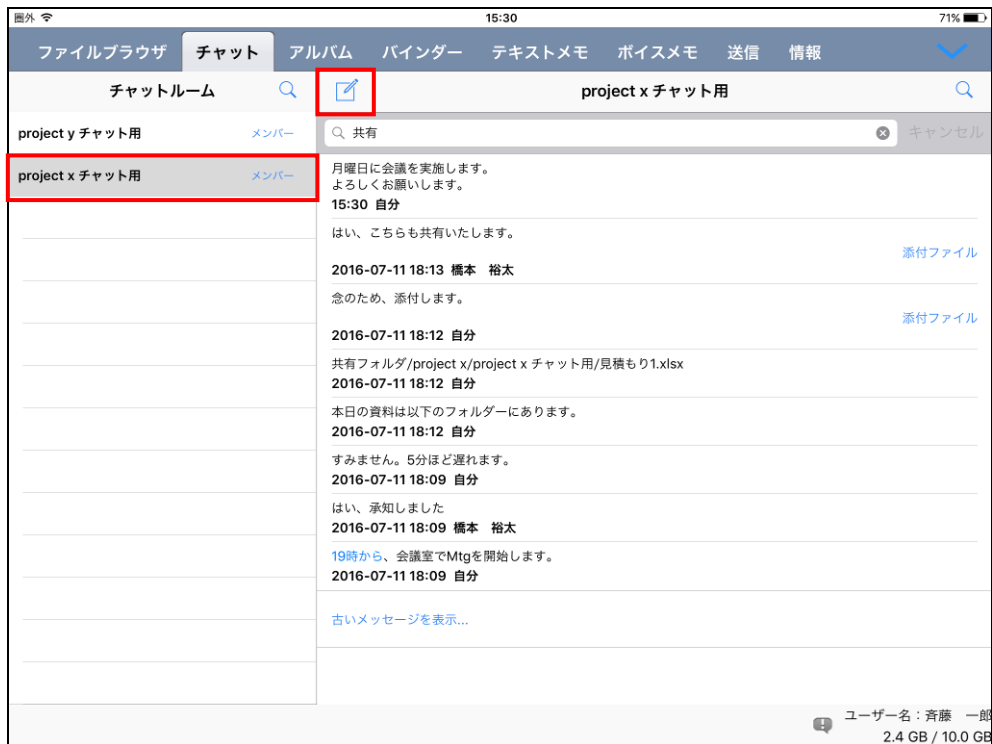 圏外 15:30 71%
ファイルブラウザ チャット アルバム バインダー テキストメモ ボイスメモ 送信 情報
チャットルーム project x チャット用
project y チャット用 メンバー
project x チャット用 メンバー
共有 キャンセル
月曜日に会議を実施します。
よろしくお願いします。
15:30 自分
はい、こちらも共有いたします。
添付ファイル
2016-07-11 18:13 橋本 裕太
念のため、添付します。
添付ファイル
2016-07-11 18:12 自分
共有フォルダ/project x/project x チャット用/見積もり1.xlsx
2016-07-11 18:12 自分
本日の資料は以下のフォルダーにあります。
2016-07-11 18:12 自分
すみません。5分ほど遅れます。
2016-07-11 18:09 自分
はい、承知しました
2016-07-11 18:09 橋本 裕太
19時から、会議室でMtgを開始します。
2016-07-11 18:09 自分
古いメッセージを表示...
ユーザー名：斉藤 一郎
2.4 GB / 10.0 GB